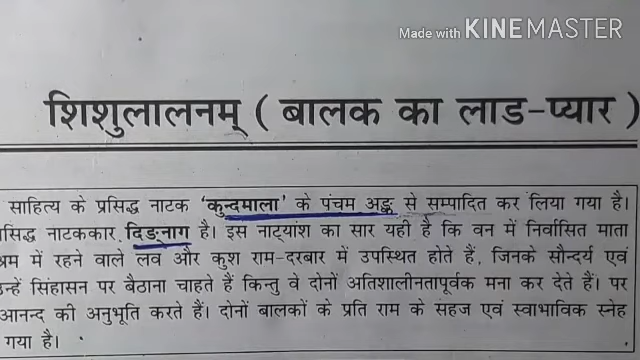 Made with KINEMASTER
शिशुलालनम् ( बालक का लाड-प्यार )
साहित्य के प्रसिद्ध नाटक 'कुन्दमाला' के पंचम अङ्क से सम्पादित कर लिया गया है।
प्रसिद्ध नाटककार दिङ्नाग है। इस नाट्यांश का सार यही है कि वन में निर्वासित माता
श्रम में रहने वाले लव और कुश राम-दरबार में उपस्थित होते हैं, जिनके सौन्दर्य एवं
उन्हें सिंहासन पर बैठाना चाहते हैं किन्तु वे दोनों अतिशालीनतापूर्वक मना कर देते हैं। पर
आनन्द की अनुभूति करते हैं। दोनों बालकों के प्रति राम के सहज एवं स्वाभाविक स्नेह
गया है।